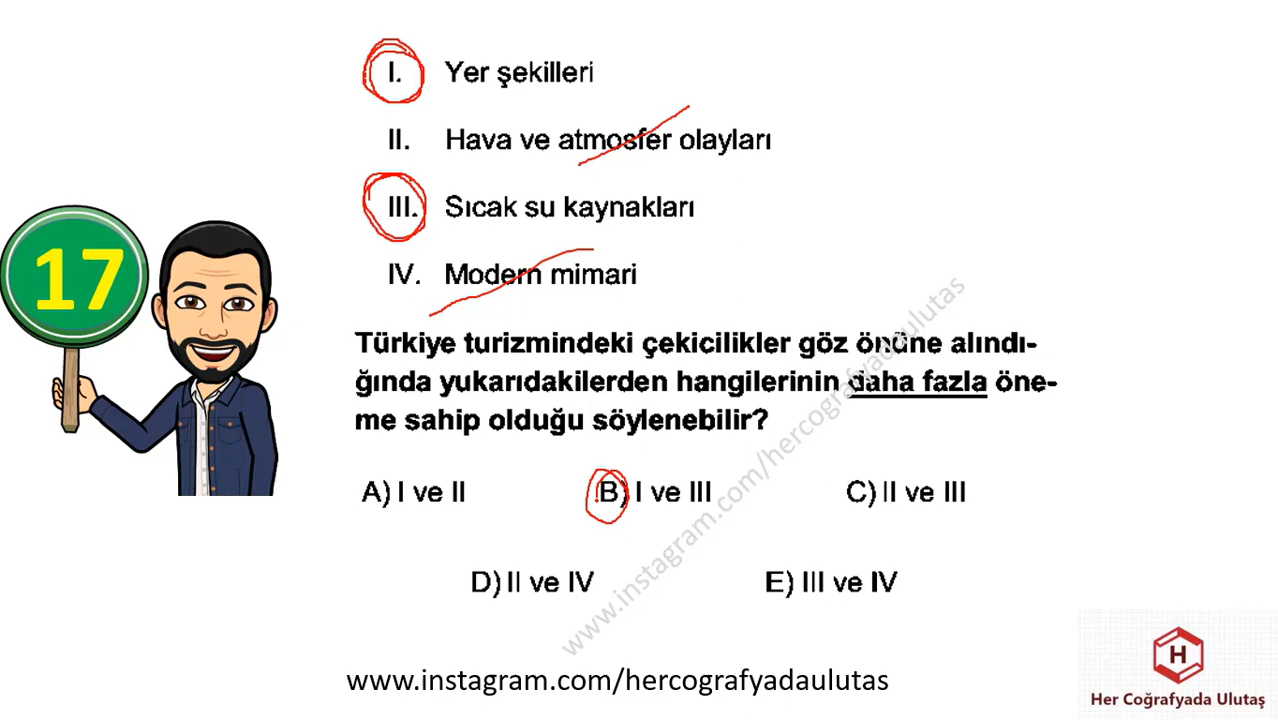 I. Yer şekilleri
II. Hava ve atmosfer olayları
III. Sıcak su kaynakları
IV. Modern mimari
17
Türkiye turizmindeki çekicilikler göz önüne alındı-
ğında yukarıdakilerden hangilerinin daha fazla öne-
me sahip olduğu söylenebilir?
A) I ve II B) I ve III C) II ve III
D) II ve IV E) III ve IV
www.instagram.com/hercografyadaulutas
www.instagram.com/hercografyadaulutas
H
Her Coğrafyada Ulutaş